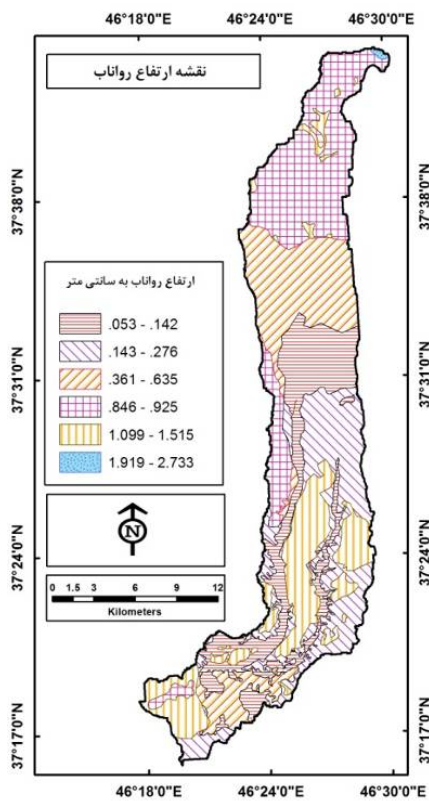 46°18'0"E 46°24'0"E 46°30'0"E
نقشه ارتفاع رواناب
37°38'0"N 37°38'0"N
ارتفاع رواناب به سانتی متر
.053 - .142
.143 - .276
.361 - .635
.846 - .925
1.099 - 1.515
1.919 - 2.733
37°31'0"N 37°31'0"N
N
37°24'0"N 37°24'0"N
0 1.5 3 6 9 12
Kilometers
37°17'0"N 37°17'0"N
46°18'0"E 46°24'0"E 46°30'0"E